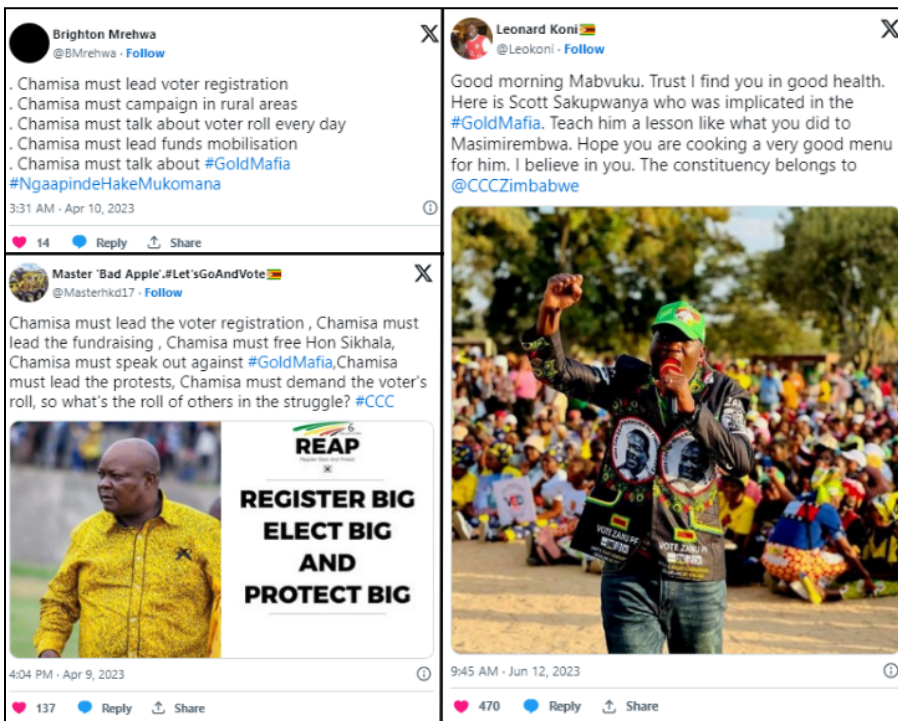 Brighton Mrehwa
@BMrehwa · Follow
. Chamisa must lead voter registration
. Chamisa must campaign in rural areas
. Chamisa must talk about voter roll every day
. Chamisa must lead funds mobilisation
. Chamisa must talk about #GoldMafia
#NgaapindeHakeMukomana
3:31 AM · Apr 10, 2023
14 Reply Share
Master 'Bad Apple'.#Let'sGoAndVote
@Masterhkd17 · Follow
Chamisa must lead the voter registration , Chamisa must
lead the fundraising , Chamisa must free Hon Sikhala,
Chamisa must speak out against #GoldMafia,Chamisa
must lead the protests, Chamisa must demand the voter's
roll, so what's the roll of others in the struggle? #CCC
6
REAP
REGISTER BIG
ELECT BIG
AND
PROTECT BIG
4:04 PM · Apr 9, 2023
137 Reply Share
Leonard Koni
@Leokoni · Follow
Good morning Mabvuku. Trust I find you in good health.
Here is Scott Sakupwanya who was implicated in the
#GoldMafia. Teach him a lesson like what you did to
Masimirembwa. Hope you are cooking a very good menu
for him. I believe in you. The constituency belongs to
@CCCZimbabwe
VOTE ZANU PF
VOTE ZANU PF
9:45 AM · Jun 12, 2023
470 Reply Share